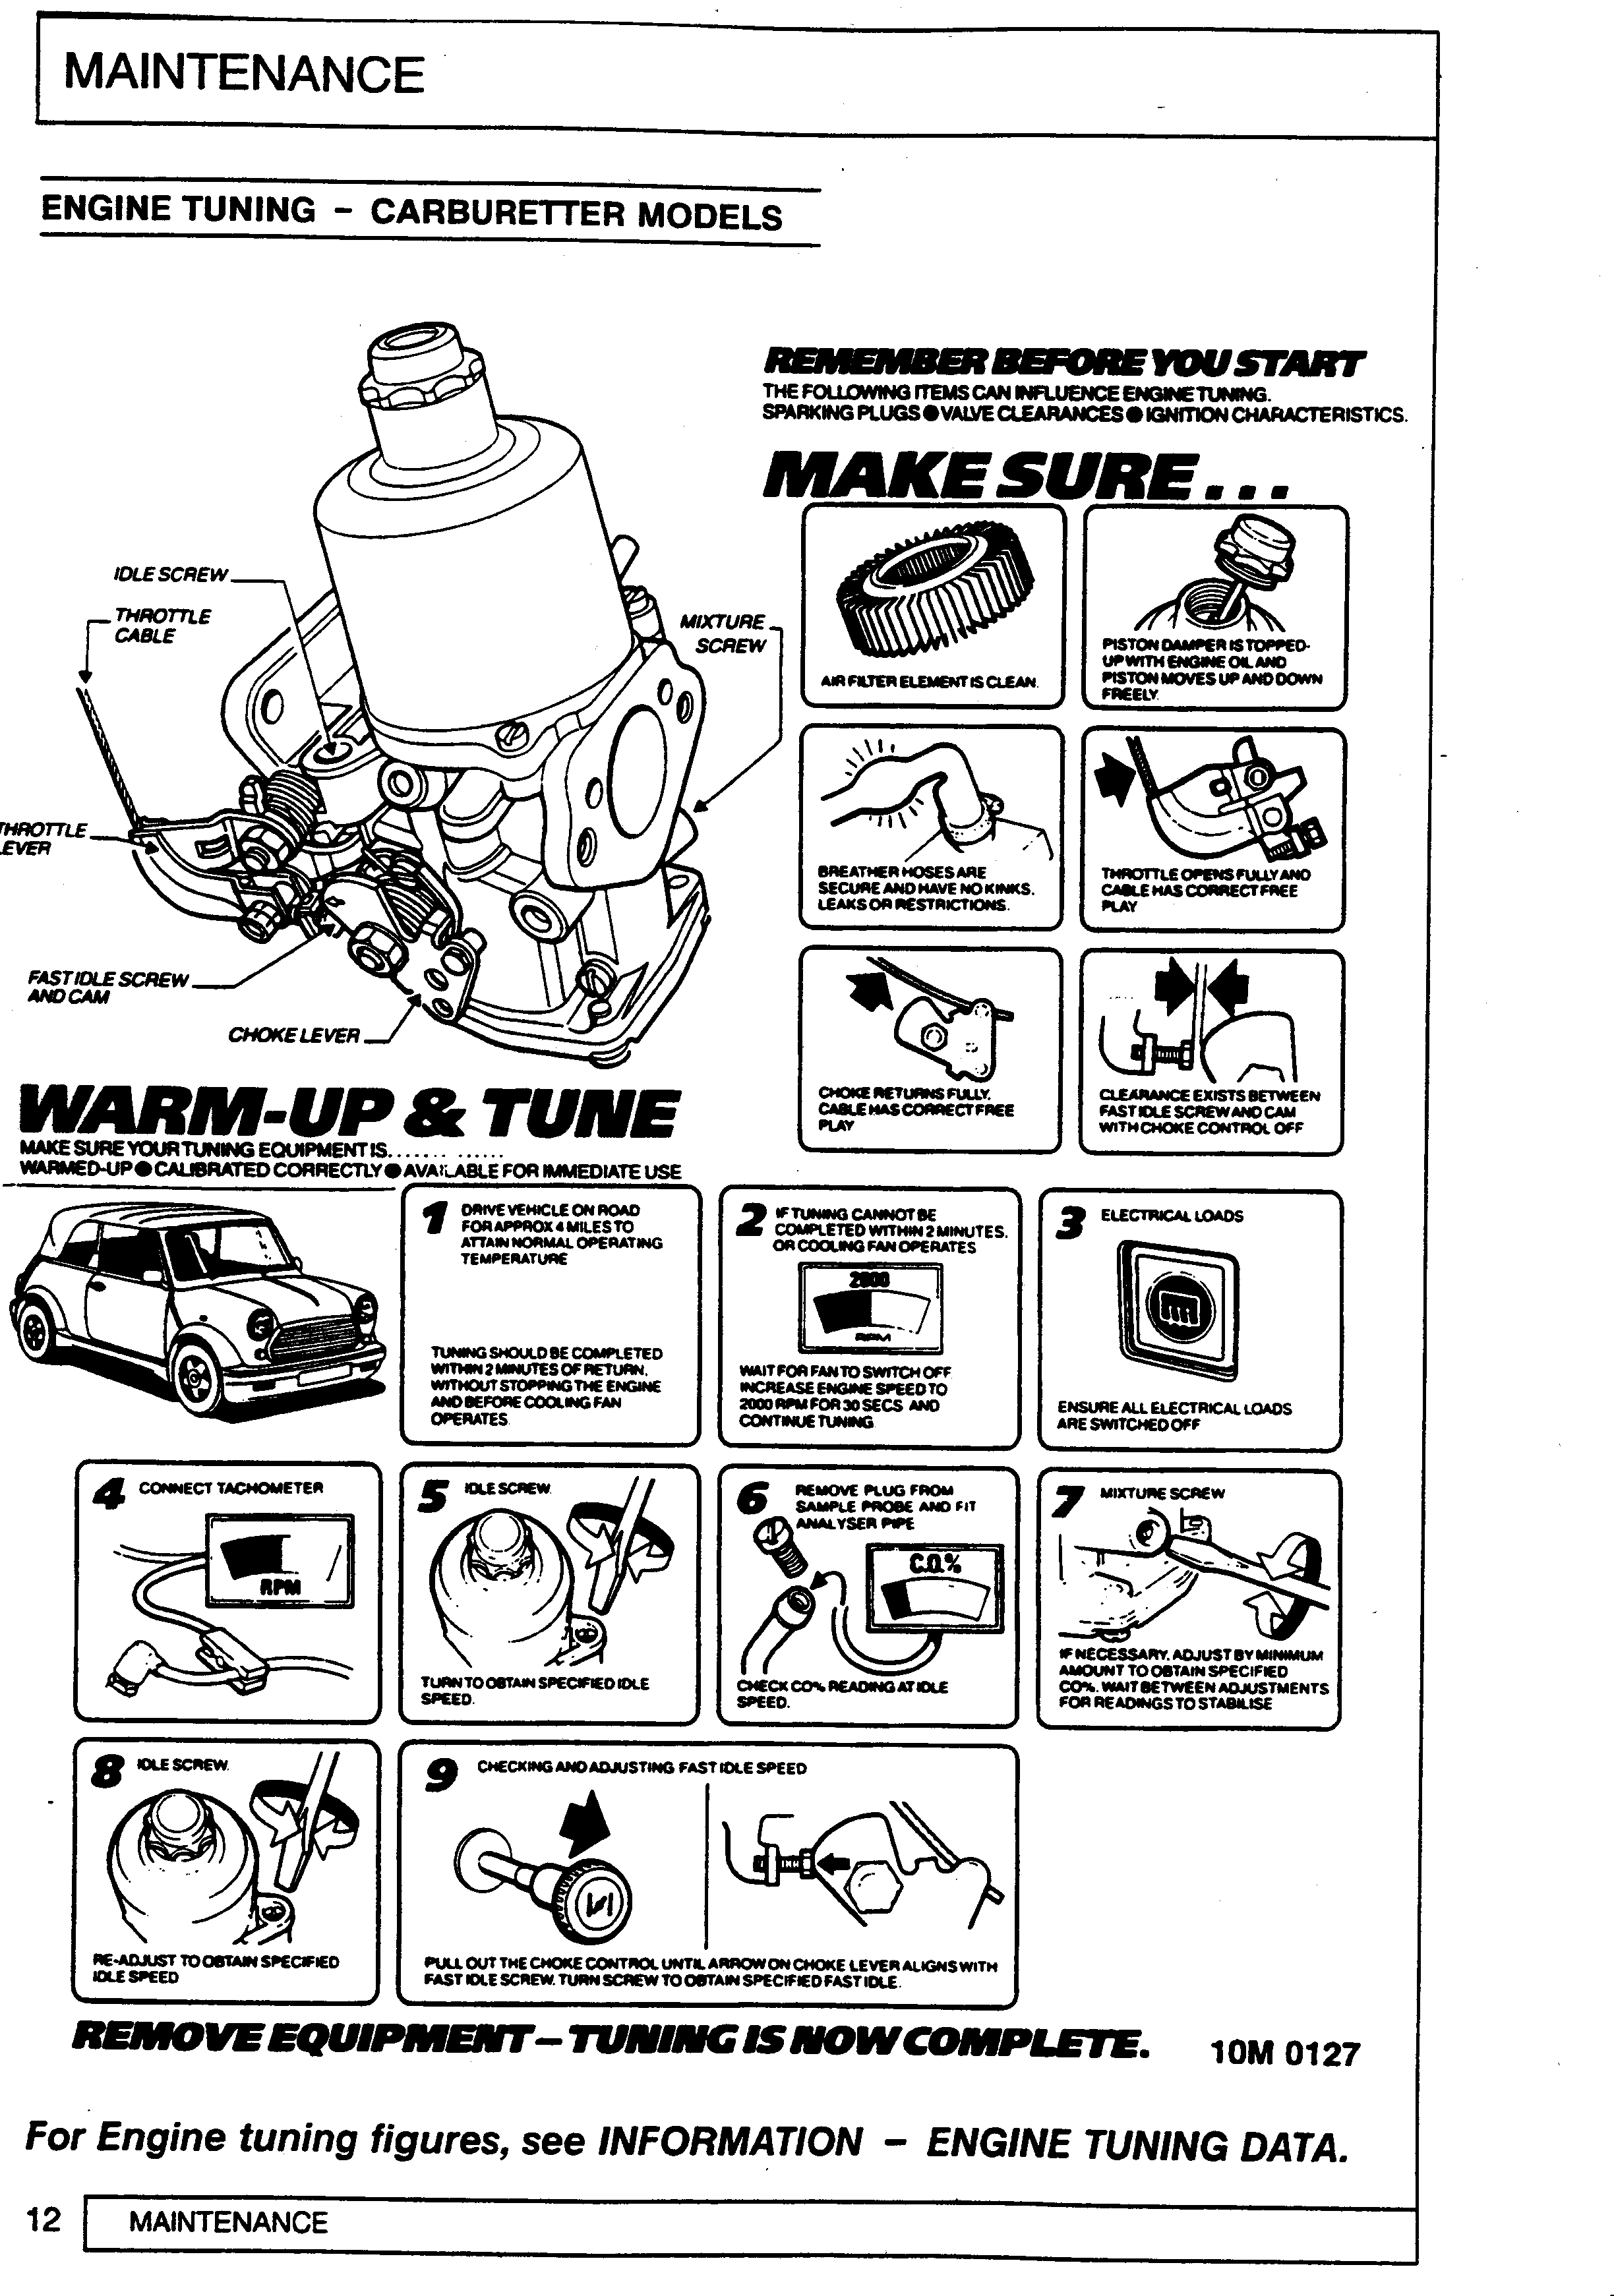 MAINTENANCE
ENGINE TUNING – CARBURETTER MODELS
REMEMBER BEFORE YOU START
THE FOLLOWING ITEMS CAN INFLUENCE ENGINE TUNING.
SPARKING PLUGS ● VALVE CLEARANCES ● IGNITION CHARACTERISTICS.
MAKE SURE...
IDLE SCREW
THROTTLE
CABLE
MIXTURE
SCREW
THROTTLE
LEVER
FAST IDLE SCREW
AND CAM
CHOKE LEVER
AIR FILTER ELEMENT IS CLEAN.
PISTON DAMPER IS TOPPED-
UP WITH ENGINE OIL AND
PISTON MOVES UP AND DOWN
FREELY.
BREATHER HOSES ARE
SECURE AND HAVE NO KINKS.
LEAKS OR RESTRICTIONS.
THROTTLE OPENS FULLY AND
CABLE HAS CORRECT FREE
PLAY
CHOKE RETURNS FULLY.
CABLE HAS CORRECT FREE
PLAY
CLEARANCE EXISTS BETWEEN
FAST IDLE SCREW AND CAM
WITH CHOKE CONTROL OFF
WARM-UP & TUNE
MAKE SURE YOUR TUNING EQUIPMENT IS....... ......
WARMED-UP ● CALIBRATED CORRECTLY ● AVAILABLE FOR IMMEDIATE USE
1 DRIVE VEHICLE ON ROAD
FOR APPROX 4 MILES TO
ATTAIN NORMAL OPERATING
TEMPERATURE
TUNING SHOULD BE COMPLETED
WITHIN 2 MINUTES OF RETURN,
WITHOUT STOPPING THE ENGINE
AND BEFORE COOLING FAN
OPERATES.
2 IF TUNING CANNOT BE
COMPLETED WITHIN 2 MINUTES.
OR COOLING FAN OPERATES
2000
RPM
WAIT FOR FAN TO SWITCH OFF
INCREASE ENGINE SPEED TO
2000 RPM FOR 30 SECS AND
CONTINUE TUNING
3 ELECTRICAL LOADS
ENSURE ALL ELECTRICAL LOADS
ARE SWITCHED OFF
4 CONNECT TACHOMETER
RPM
5 IDLE SCREW.
TURN TO OBTAIN SPECIFIED IDLE
SPEED.
6 REMOVE PLUG FROM
SAMPLE PROBE AND FIT
ANALYSER PIPE
C.O.%
CHECK CO% READING AT IDLE
SPEED.
7 MIXTURE SCREW
IF NECESSARY, ADJUST BY MINIMUM
AMOUNT TO OBTAIN SPECIFIED
CO%. WAIT BETWEEN ADJUSTMENTS
FOR READINGS TO STABILISE
8 IDLE SCREW.
RE-ADJUST TO OBTAIN SPECIFIED
IDLE SPEED
9 CHECKING AND ADJUSTING FAST IDLE SPEED
PULL OUT THE CHOKE CONTROL UNTIL ARROW ON CHOKE LEVER ALIGNS WITH
FAST IDLE SCREW. TURN SCREW TO OBTAIN SPECIFIED FAST IDLE.
REMOVE EQUIPMENT – TUNING IS NOW COMPLETE.
10M 0127
For Engine tuning figures, see INFORMATION – ENGINE TUNING DATA.
12
MAINTENANCE